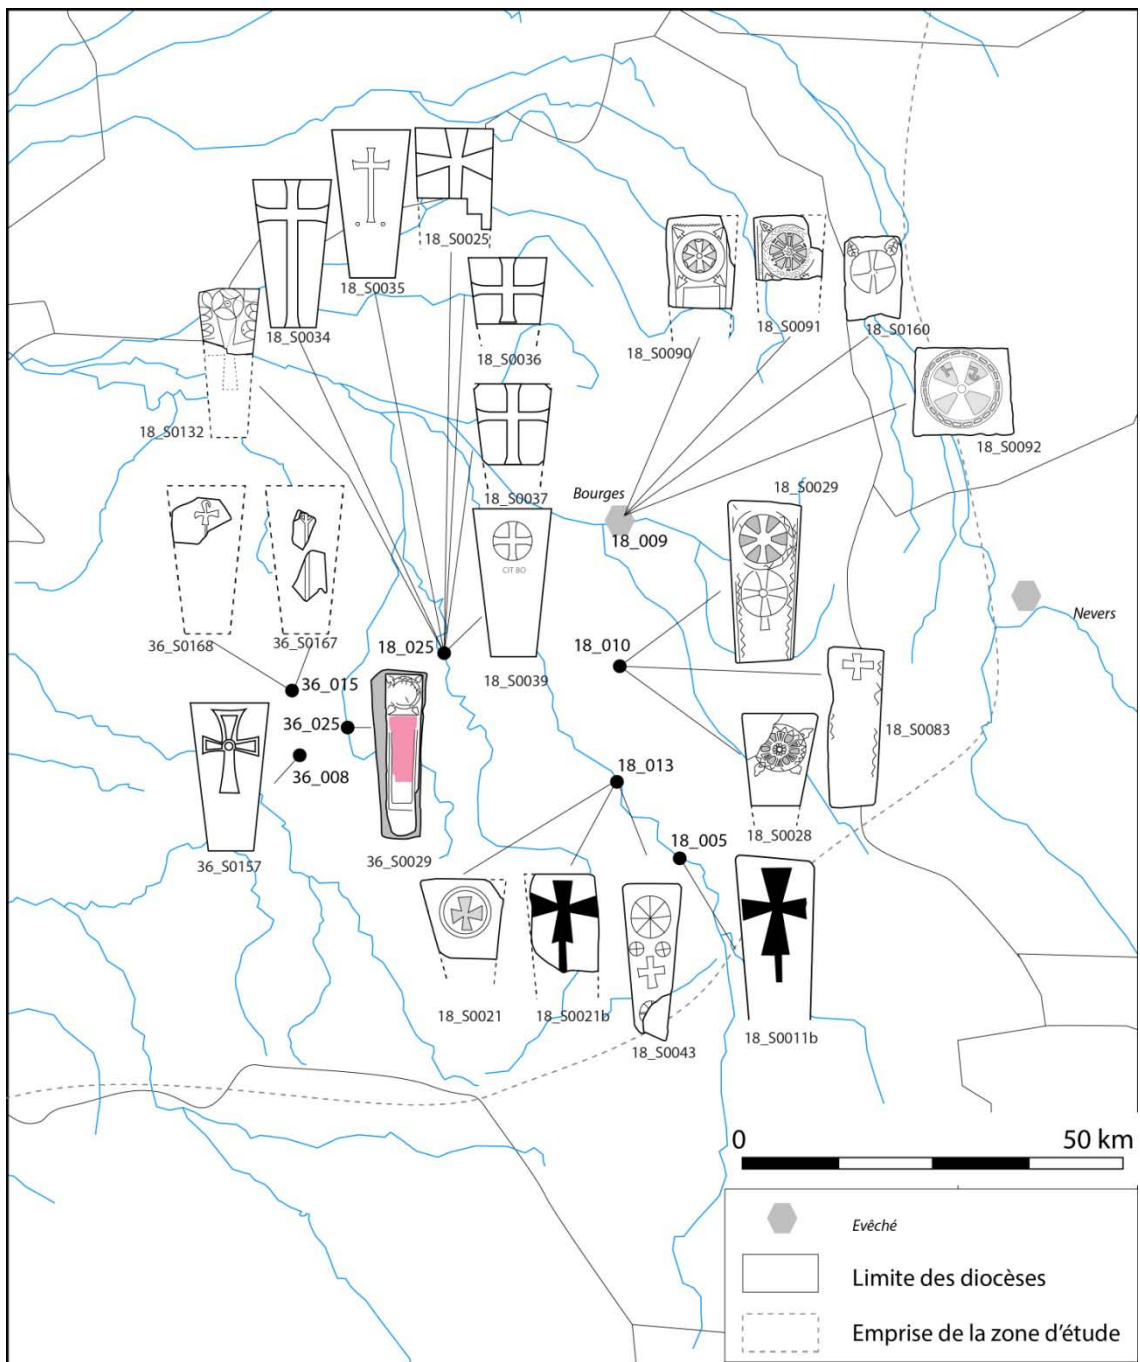 18_S0025
18_S0035
18_S0034
18_S0036
18_S0090
18_S0091
18_S0160
18_S0132
18_S0092
18_S0037
18_S0029
Bourges
18_009
CIT BO
Nevers
36_S0168
36_S0167
18_025
18_010
18_S0039
36_015
36_025
18_S0083
36_008
18_013
18_S0028
18_005
36_S0157
36_S0029
18_S0021
18_S0021b
18_S0043
18_S0011b
0 50 km
Evêché
Limite des diocèses
Emprise de la zone d'étude